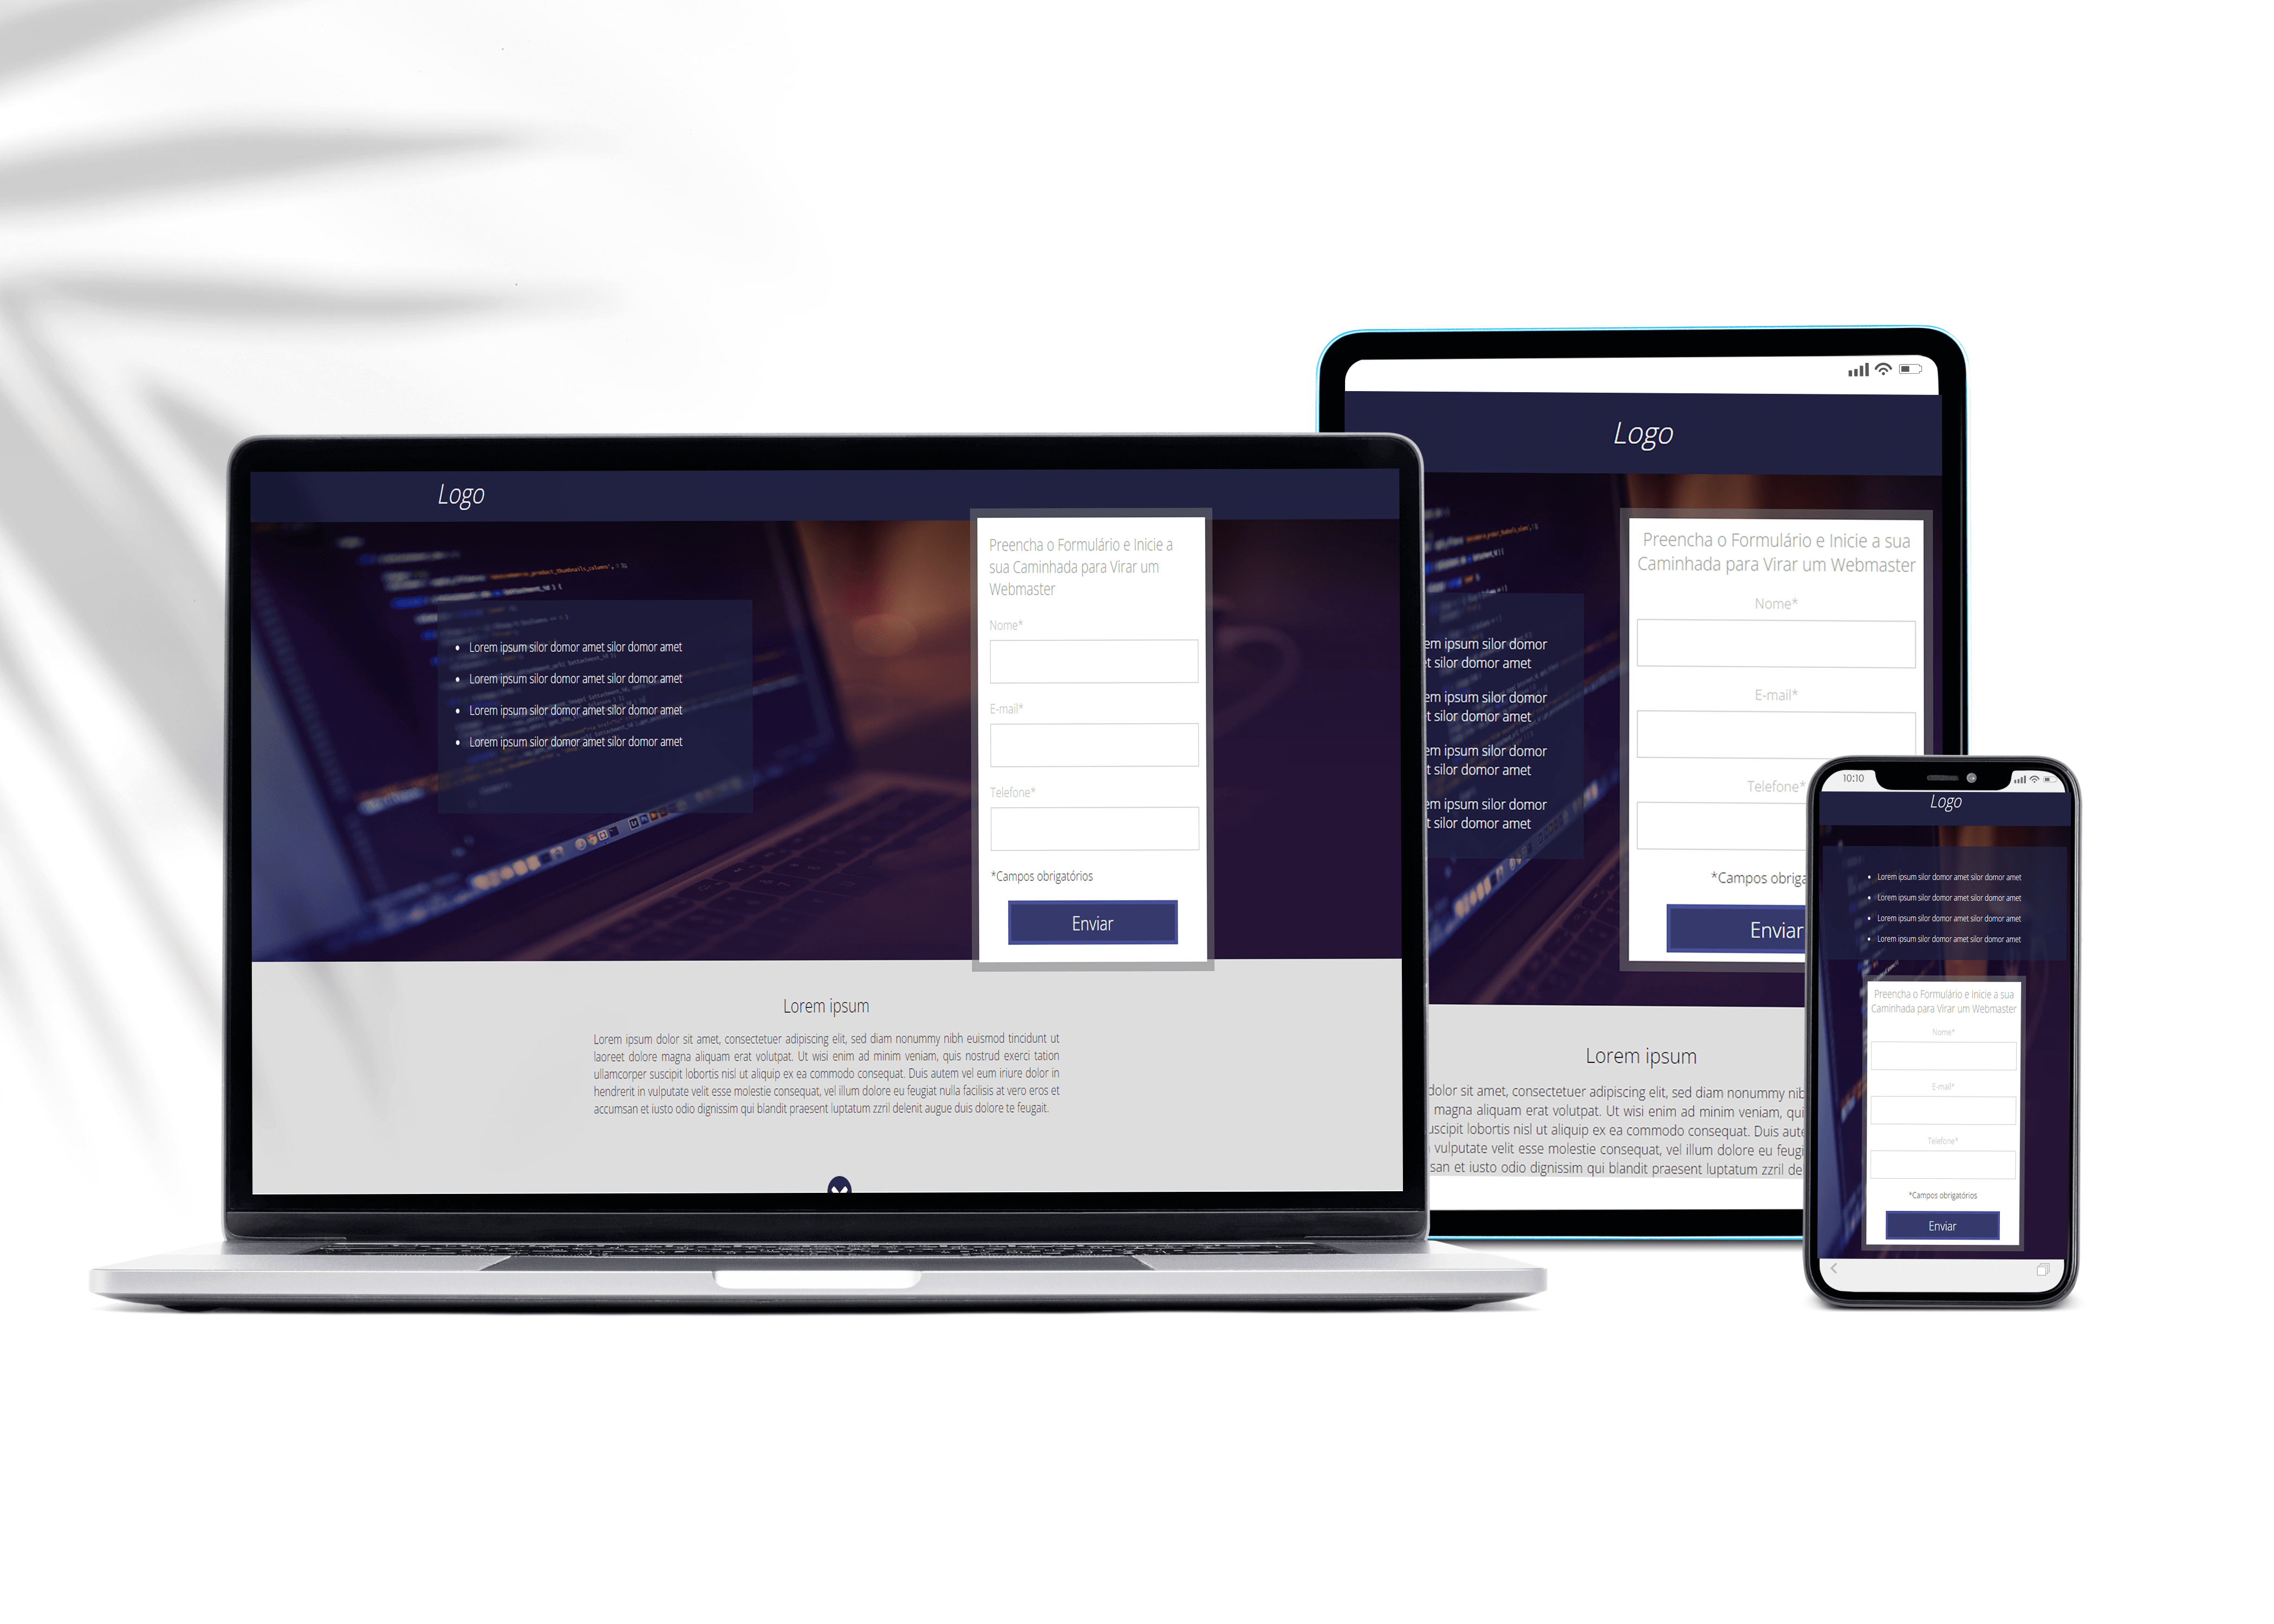 Logo
Lorem ipsum silor domor amet silor domor amet
Lorem ipsum silor domor amet silor domor amet
Lorem ipsum silor domor amet silor domor amet
Lorem ipsum silor domor amet silor domor amet
Preencha o Formulário e Inicie a
sua Caminhada para Virar um
Webmaster
Nome*
E-mail*
Telefone*
*Campos obrigatórios
Enviar
Lorem ipsum
Lorem ipsum dolor sit amet, consectetuer adipiscing elit, sed diam nonummy nibh euismod tincidunt ut
laoreet dolore magna aliquam erat volutpat. Ut wisi enim ad minim veniam, quis nostrud exerci tation
ullamcorper suscipit lobortis nisl ut aliquip ex ea commodo consequat. Duis autem vel eum iriure dolor in
hendrerit in vulputate velit esse molestie consequat, vel illum dolore eu feugiat nulla facilisis at vero eros et
accumsan et iusto odio dignissim qui blandit praesent luptatum zzril delenit augue duis dolore te feugait.
Logo
em ipsum silor domor
t silor domor amet
em ipsum silor domor
t silor domor amet
em ipsum silor domor
t silor domor amet
em ipsum silor domor
t silor domor amet
Preencha o Formulário e Inicie a sua
Caminhada para Virar um Webmaster
Nome*
E-mail*
Telefone*
*Campos obriga
Enviar
Lorem ipsum
dolor sit amet, consectetuer adipiscing elit, sed diam nonummy nib
magna aliquam erat volutpat. Ut wisi enim ad minim veniam, qui
uscipit lobortis nisl ut aliquip ex ea commodo consequat. Duis aute
vulputate velit esse molestie consequat, vel illum dolore eu feugi
san et iusto odio dignissim qui blandit praesent luptatum zzril de
10:10
Logo
Lorem ipsum silor domor amet silor domor amet
Lorem ipsum silor domor amet silor domor amet
Lorem ipsum silor domor amet silor domor amet
Lorem ipsum silor domor amet silor domor amet
Preencha o Formulário e Inicie a sua
Caminhada para Virar um Webmaster
Nome*
E-mail*
Telefone*
*Campos obrigatórios
Enviar